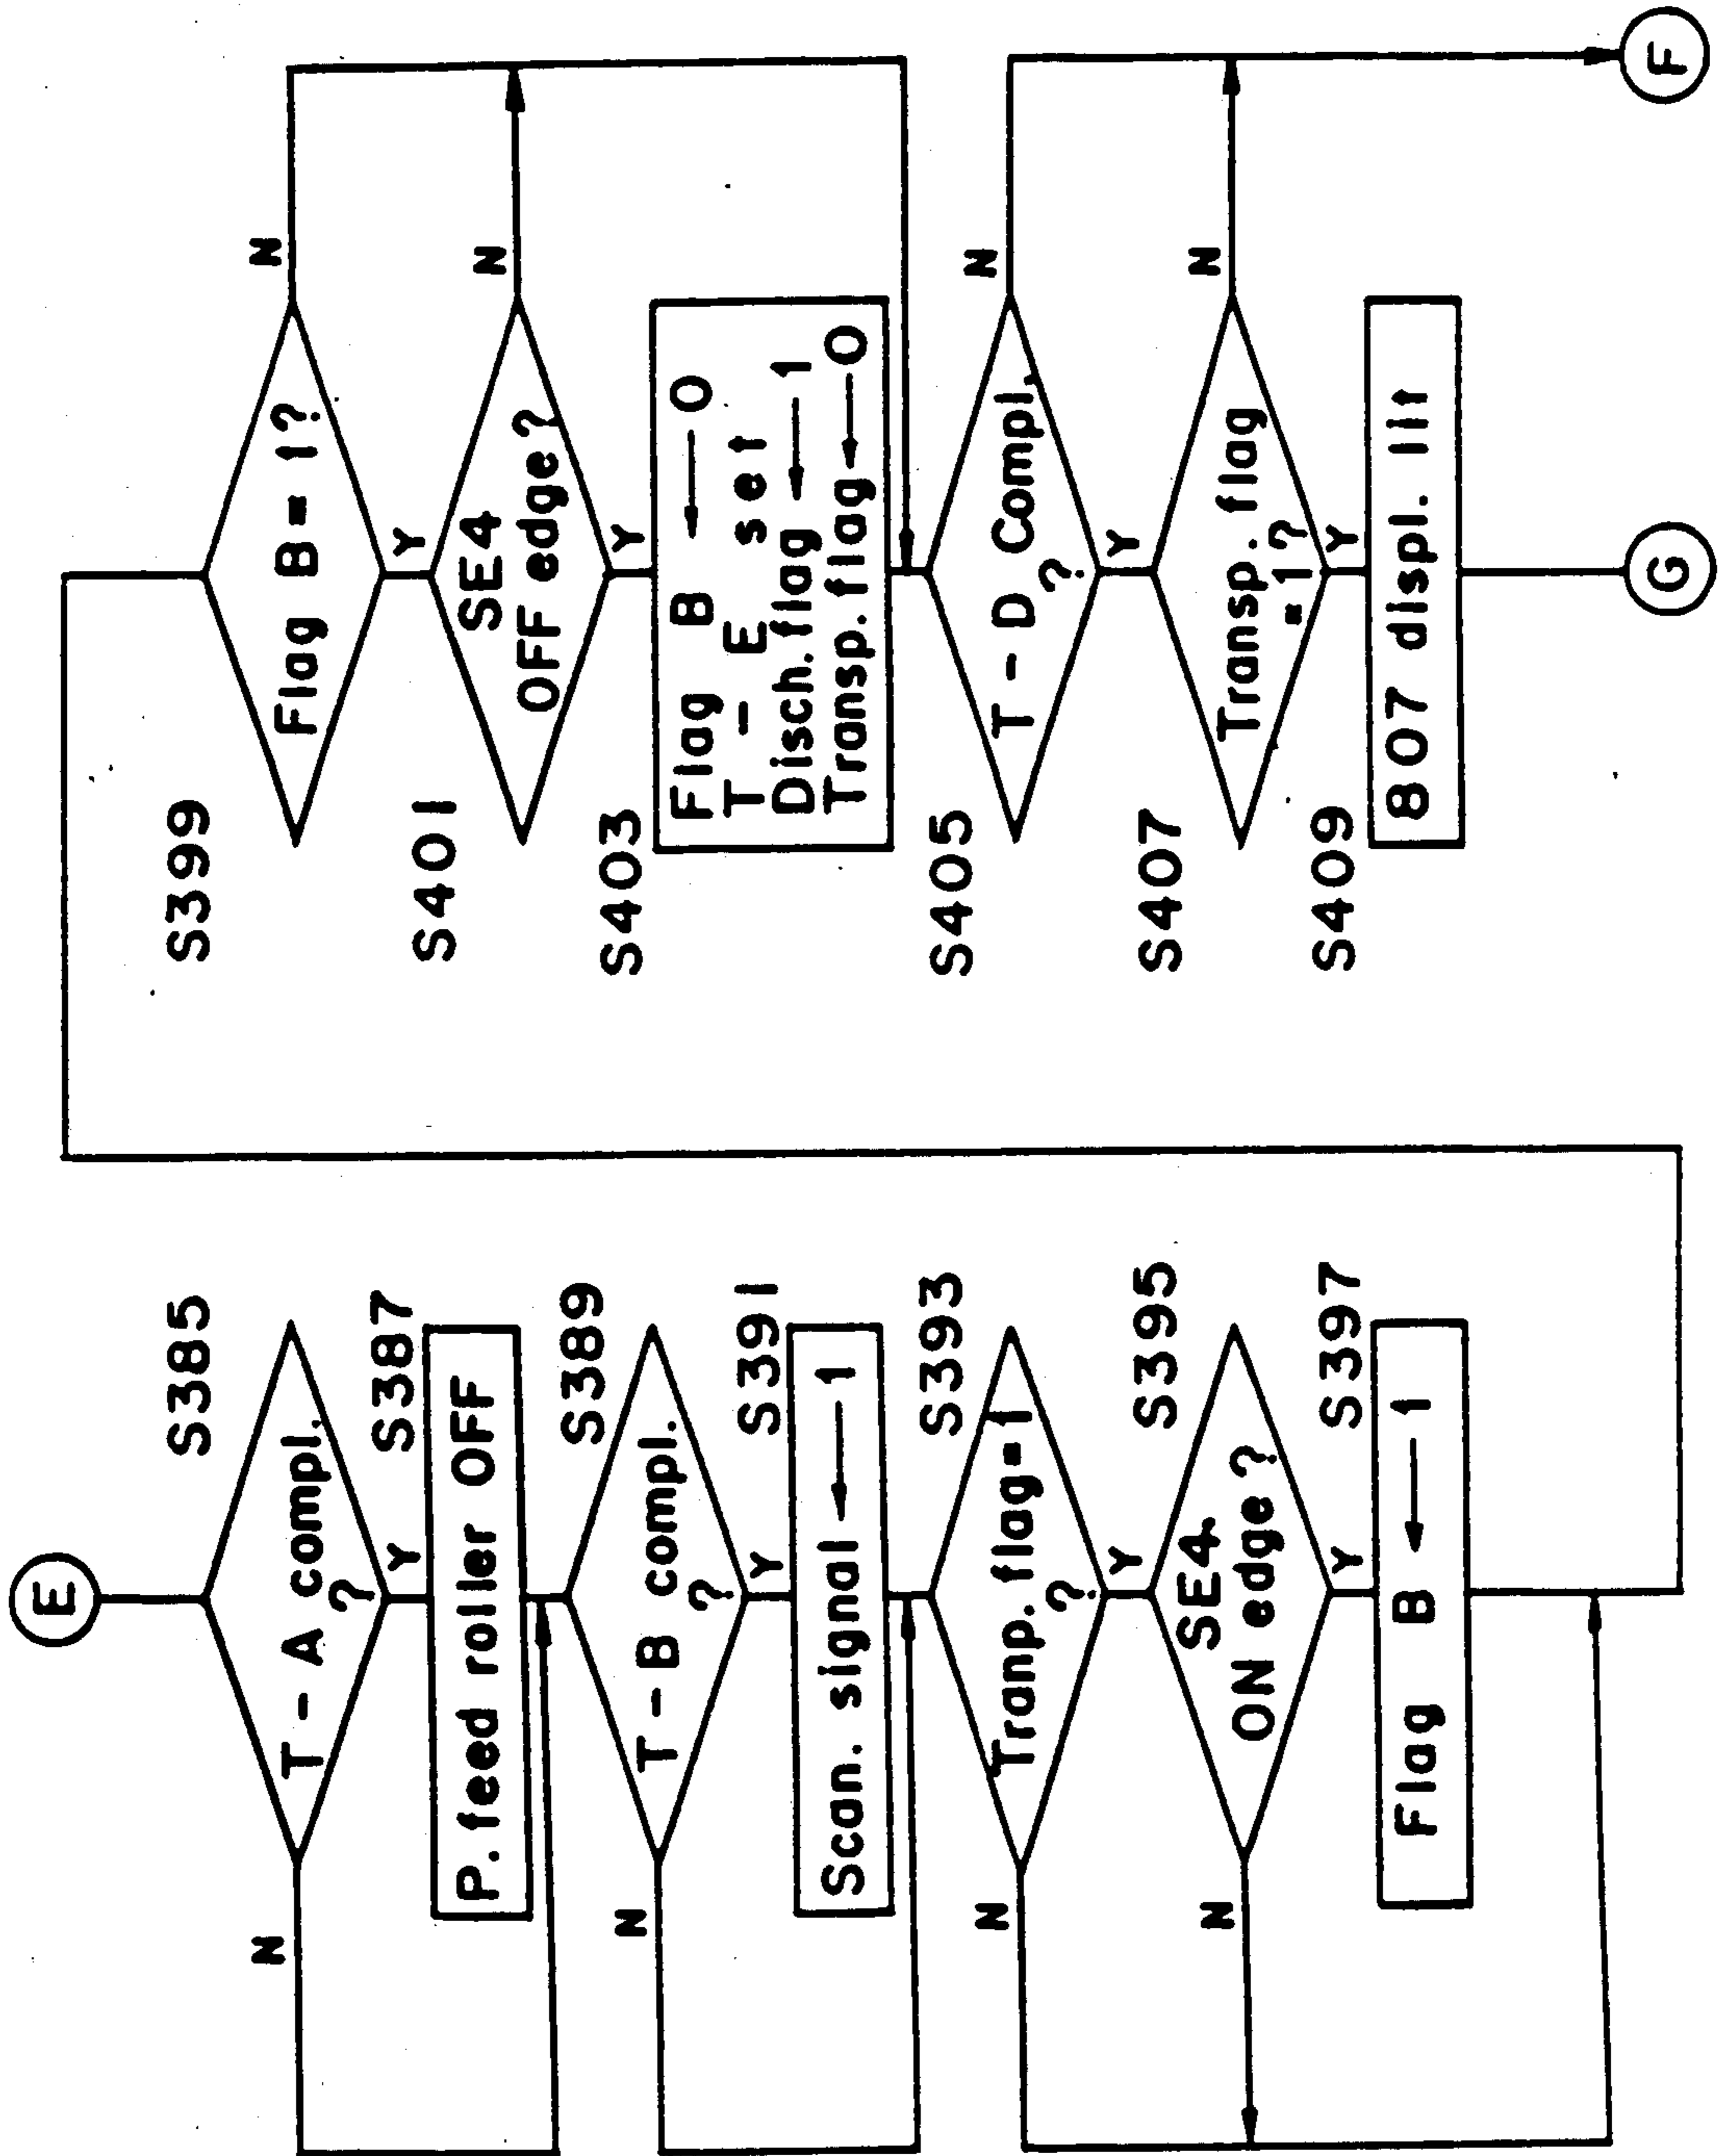 E
S385
T-A compl.
?
N
Y
S387
P.feed roller OFF
S389
T-B compl.
?
N
Y
S391
Scan. signal ← 1
S393
Tranp.flag=1
?
N
Y
S395
SE4
ON edge?
N
Y
S397
Flag B ← 1
S399
Flag B=1?
N
Y
S401
SE4
OFF edge?
N
Y
S403
Flag B ← 0
T-E set
Disch.flag ← 1
Transp.flag ← 0
S405
T-D Compl.
?
N
Y
S407
Transp.flag
=1?
N
Y
S409
807 displ. lit
G
F